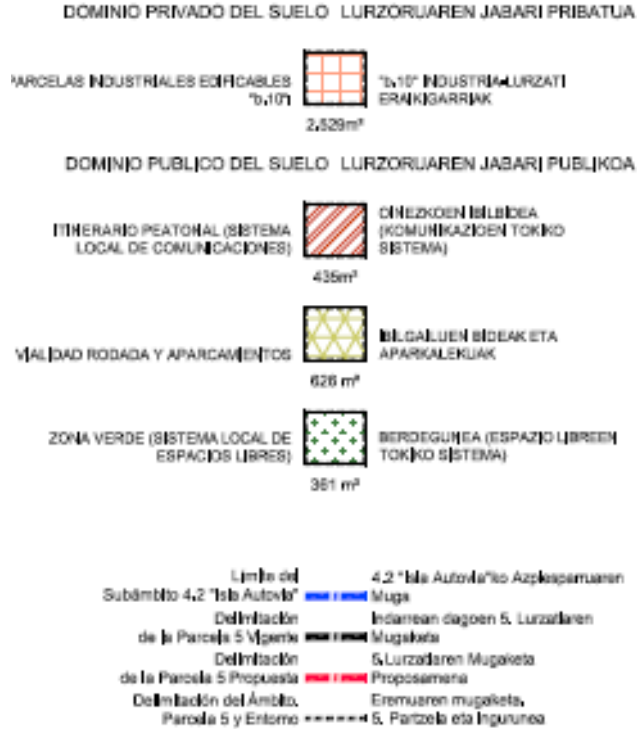 DOMINIO PRIVADO DEL SUELO LURZORUAREN JABARI PRIBATUA
PARCELAS INDUSTRIALES EDIFICABLES
"b.10")
"b.10" INDUSTRIA-LURZATI
ERAIKIGARRIAK
2.529m²
DOMINIO PUBLICO DEL SUELO LURZORUAREN JABARI PUBLIKOA
ITINERARIO PEATONAL (SISTEMA
LOCAL DE COMUNICACIONES)
OINEZKOEN IBILBIDEA
(KOMUNIKAZIOEN TOKIKO
SISTEMA)
435m²
VIALIDAD RODADA Y APARCAMIENTOS
IBILGAILUEN BIDEAK ETA
APARKALEKUAK
626 m²
ZONA VERDE (SISTEMA LOCAL DE
ESPACIOS LIBRES)
BERDEGUNEA (ESPAZIO LIBREEN
TOKIKO SISTEMA)
361 m²
Límite del
Subámbito 4.2 "Isla Autovía"
4.2 "Isla Autovia"ko Azpiesparruaren
Muga
Delimitación
de la Parcela 5 Vigente
Indarrean dagoen 5. Lurzatiaren
Mugaketa
Delimitación
de la Parcela 5 Propuesta
5.Lurzatiaren Mugaketa
Proposamena
Delimitación del Ámbito.
Parcela 5 y Entorno
Eremuaren mugaketa.
5. Partzela eta Ingurunea